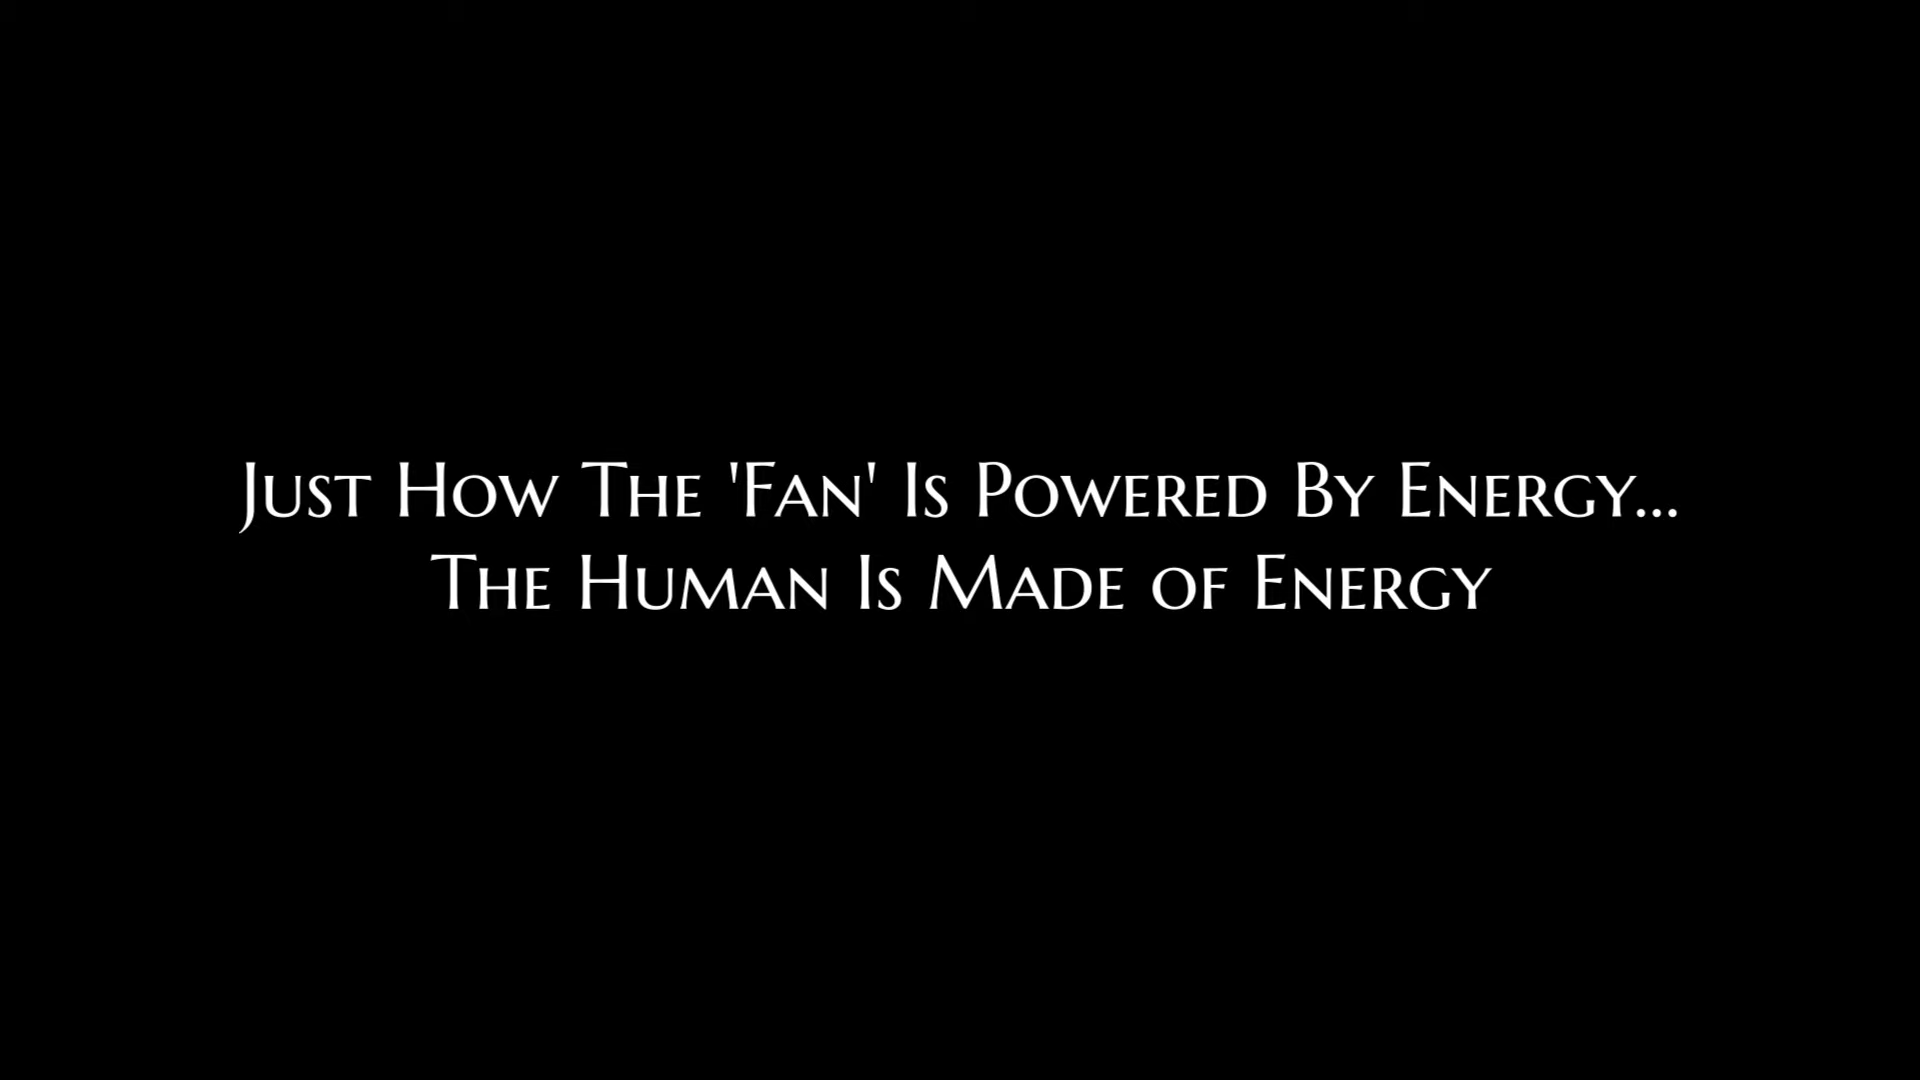 Just How The 'Fan' Is Powered By Energy...
The Human Is Made of Energy